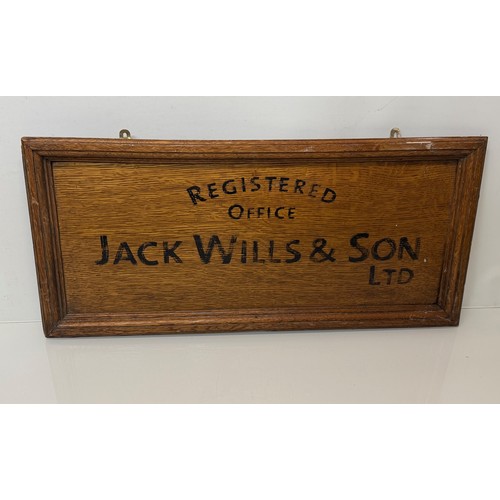 REGISTERED
OFFICE
JACK WILLS & SON
LTD